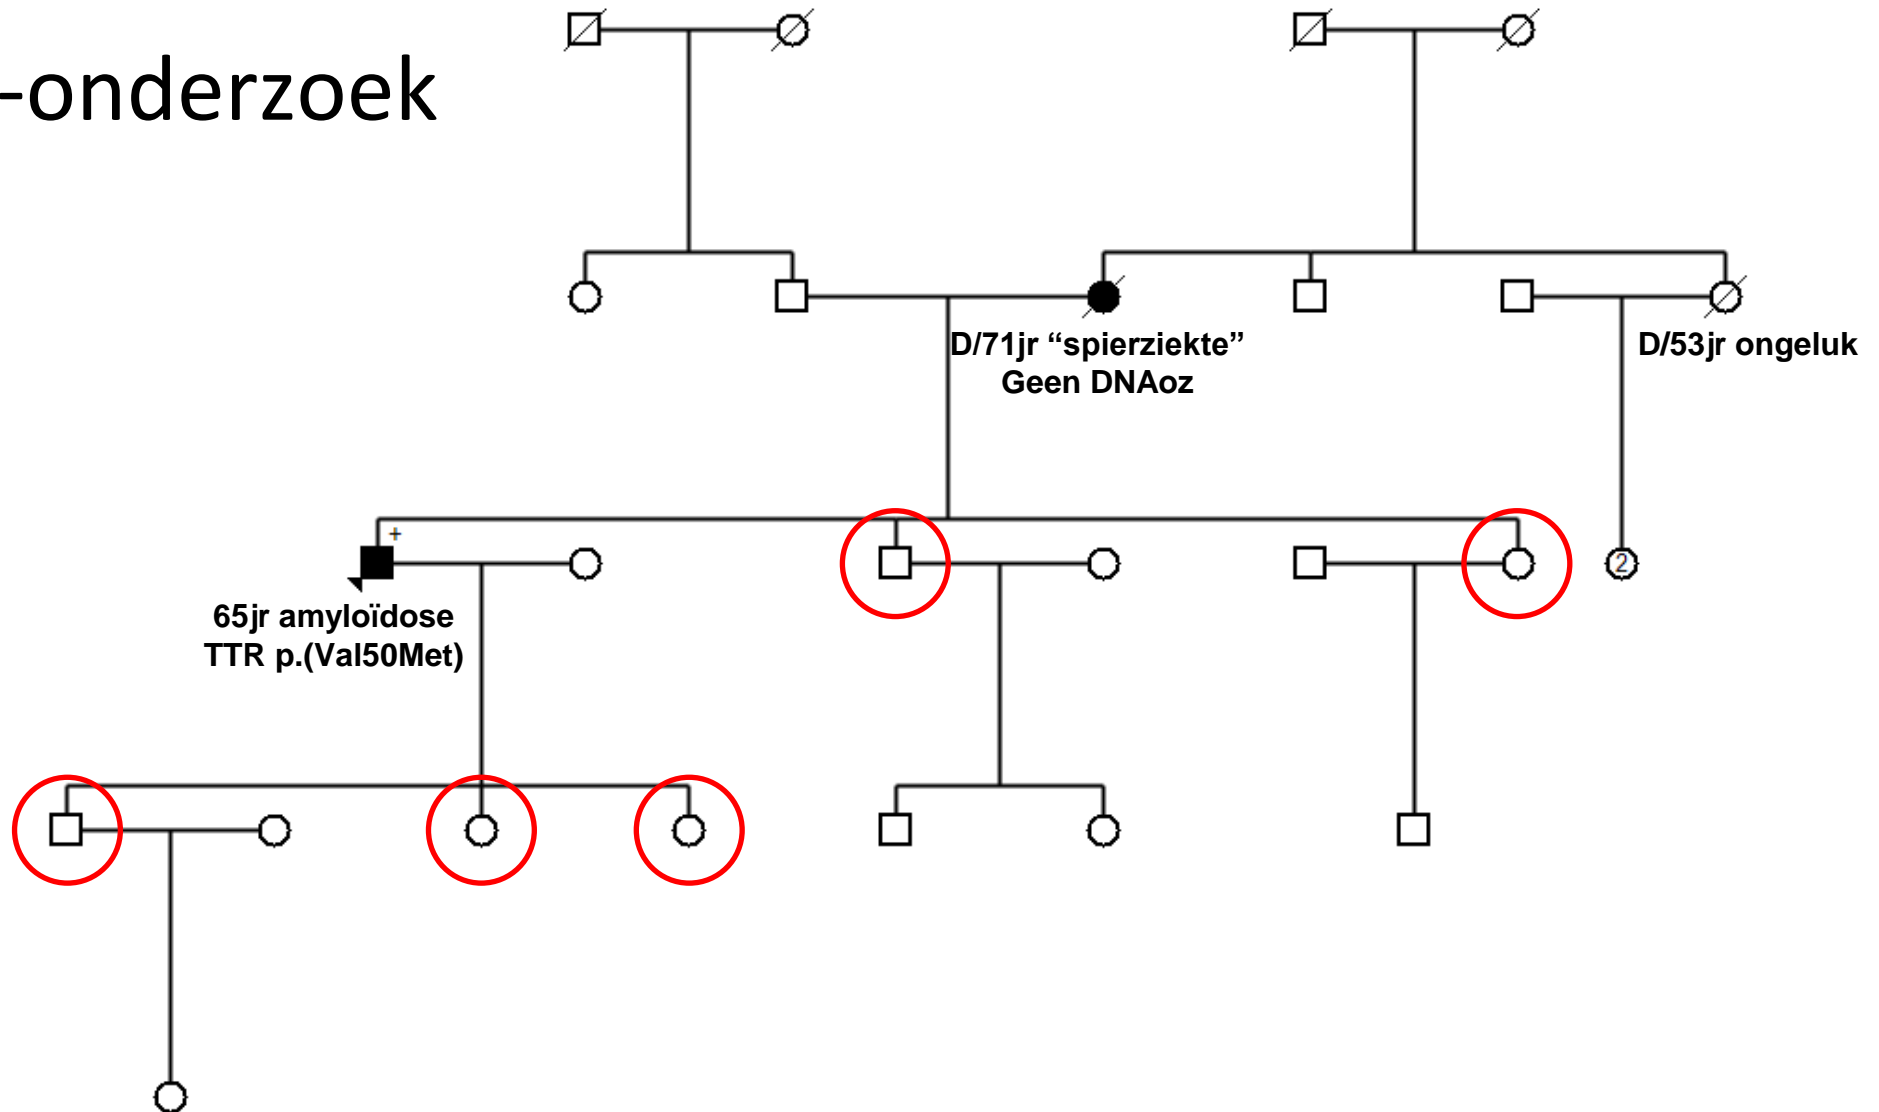 -onderzoek
D/71jr “spierziekte”
Geen DNAoz
D/53jr ongeluk
+
2
65jr amyloïdose
TTR p.(Val50Met)